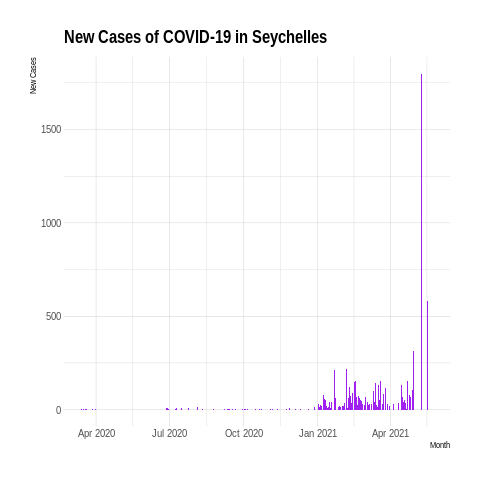 New Cases of COVID-19 in Seychelles
New Cases
1500
1000
500
0
Apr 2020 Jul 2020 Oct 2020 Jan 2021 Apr 2021
Month